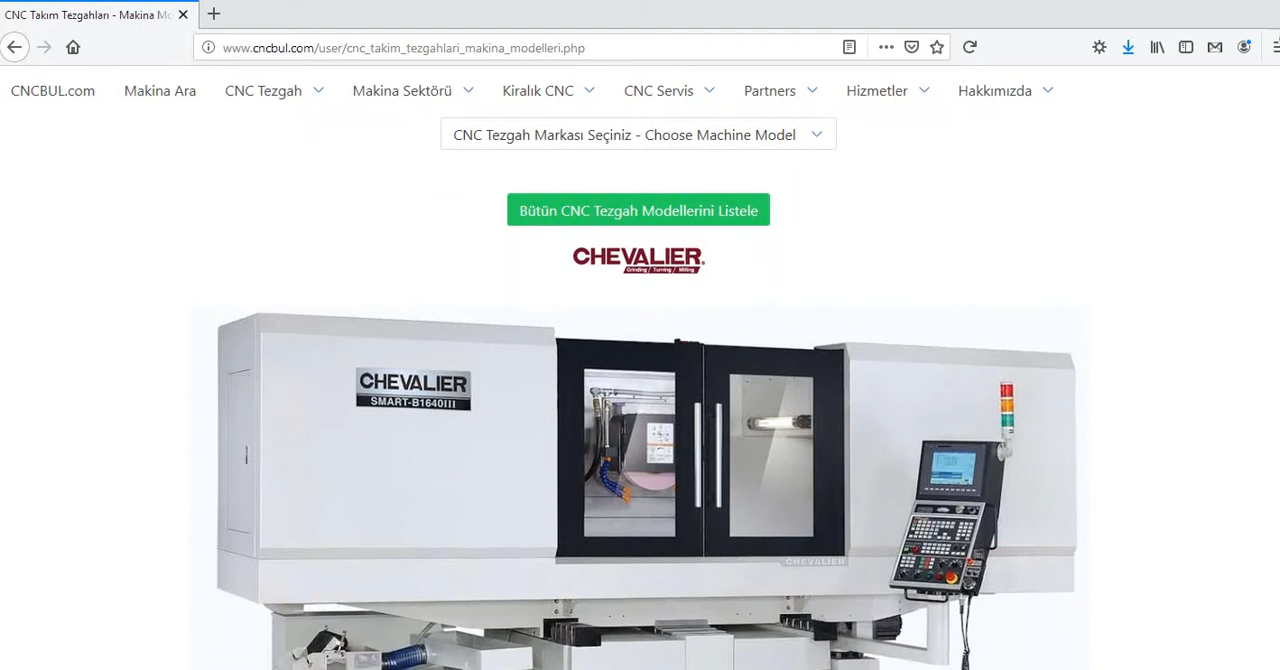 CNC Takım Tezgahları - Makina Mo
www.cncbul.com/user/cnc_takim_tezgahlari_makina_modelleri.php
CNCBUL.com Makina Ara CNC Tezgah Makina Sektörü Kiralık CNC CNC Servis Partners Hizmetler Hakkımızda
CNC Tezgah Markası Seçiniz - Choose Machine Model
Bütün CNC Tezgah Modellerini Listele
CHEVALIER®
Grinding / Turning / Milling
CHEVALIER
SMART-B1640III
CHEVALIER